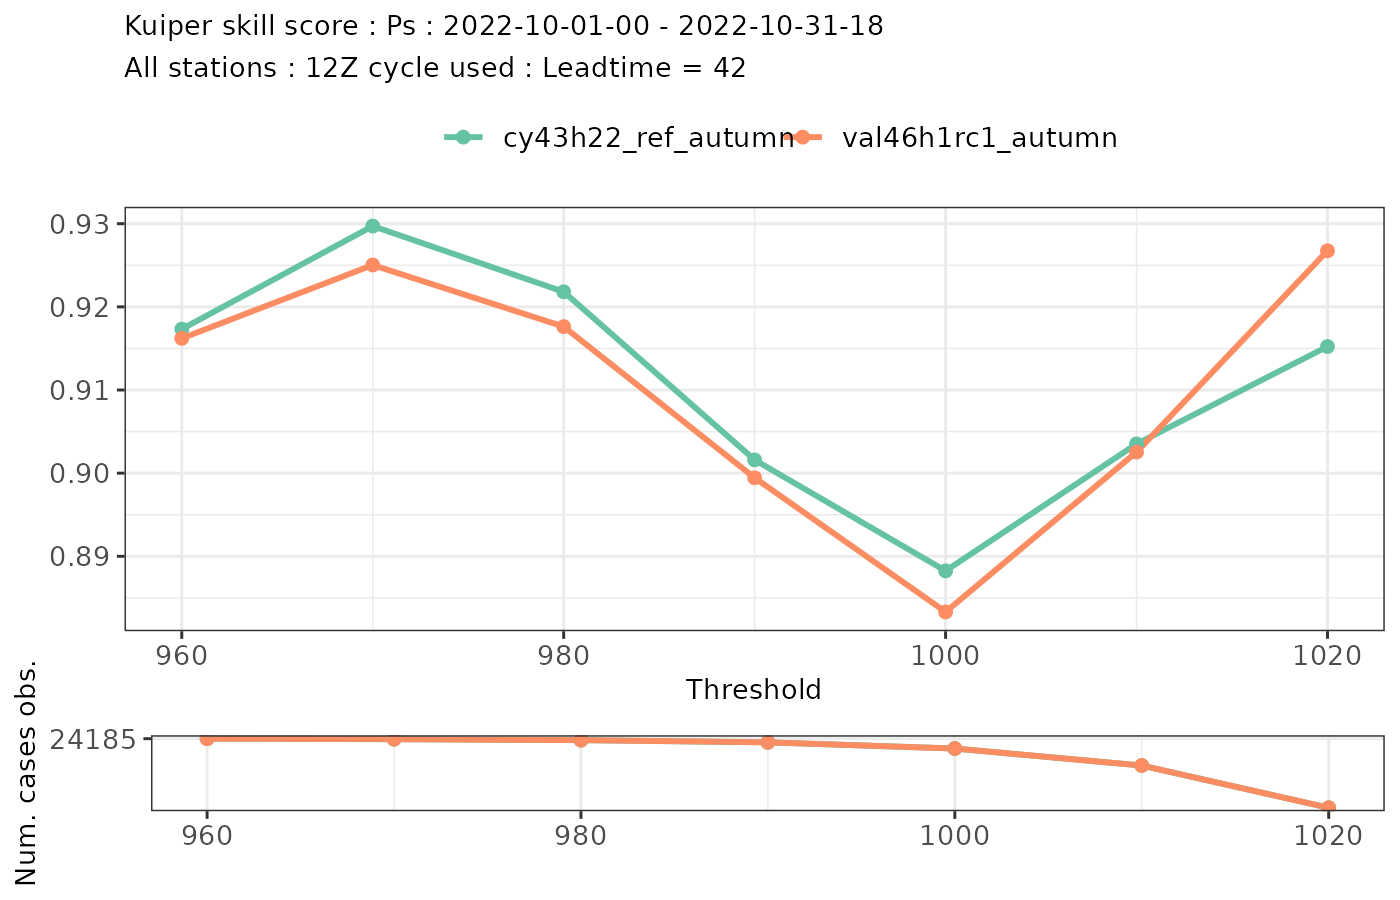 Kuiper skill score : Ps : 2022-10-01-00 - 2022-10-31-18
All stations : 12Z cycle used : Leadtime = 42
cy43h22_ref_autumn val46h1rc1_autumn
0.93
0.92
0.91
0.90
0.89
960 980 1000 1020
Threshold
Num. cases obs.
24185
960 980 1000 1020